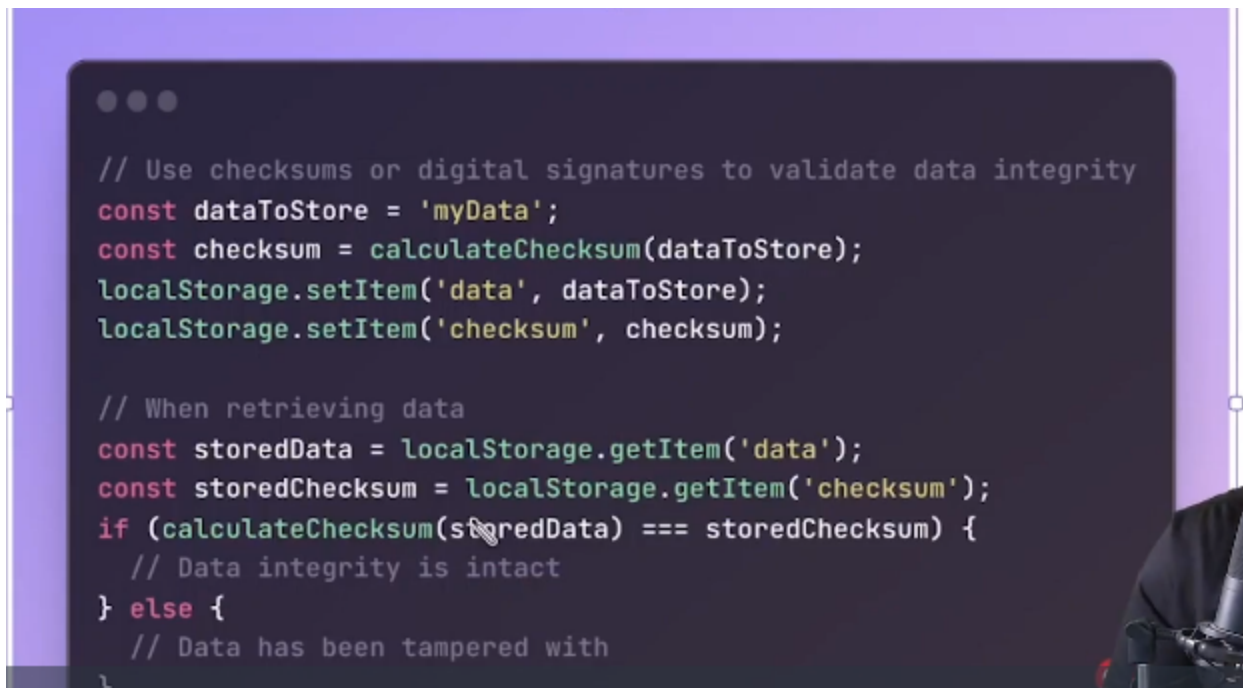 // Use checksums or digital signatures to validate data integrity
const dataToStore = 'myData';
const checksum = calculateChecksum(dataToStore);
localStorage.setItem('data', dataToStore);
localStorage.setItem('checksum', checksum);
// When retrieving data
const storedData = localStorage.getItem('data');
const storedChecksum = localStorage.getItem('checksum');
if (calculateChecksum(storedData) === storedChecksum) {
// Data integrity is intact
} else {
// Data has been tampered with
}